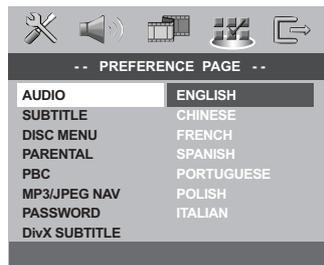 -- PREFERENCE PAGE --
AUDIO ENGLISH
SUBTITLE CHINESE
DISC MENU FRENCH
PARENTAL SPANISH
PBC PORTUGUESE
MP3/JPEG NAV POLISH
PASSWORD ITALIAN
DivX SUBTITLE